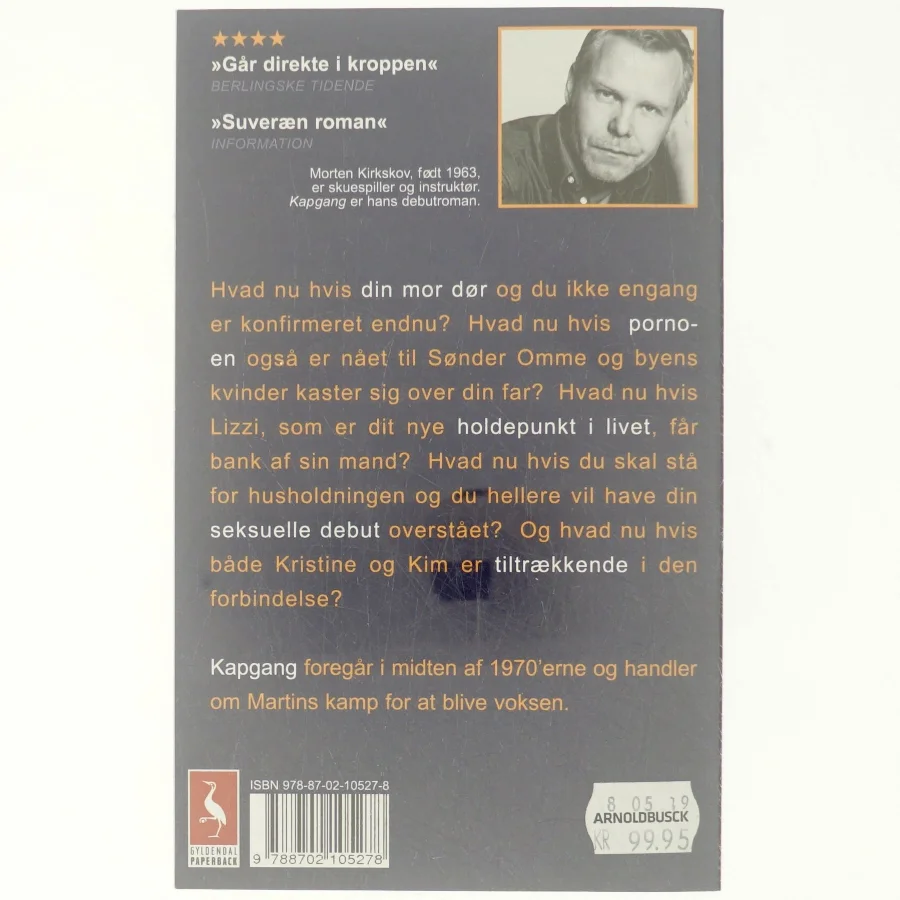 ★★★★
»Går direkte i kroppen«
BERLINGSKE TIDENDE
»Suveræn roman«
INFORMATION
Morten Kirkskov, født 1963,
er skuespiller og instruktør.
Kapgang er hans debutroman.
Hvad nu hvis din mor dør og du ikke engang
er konfirmeret endnu? Hvad nu hvis porno-
en også er nået til Sønder Omme og byens
kvinder kaster sig over din far? Hvad nu hvis
Lizzi, som er dit nye holdepunkt i livet, får
bank af sin mand? Hvad nu hvis du skal stå
for husholdningen og du hellere vil have din
seksuelle debut overstået? Og hvad nu hvis
både Kristine og Kim er tiltrækkende i den
forbindelse?
Kapgang foregår i midten af 1970'erne og handler
om Martins kamp for at blive voksen.
GYLDENDAL
PAPERBACK
ISBN 978-87-02-10527-8
9 788702 105278
8 05 19
ARNOLDBUSCK
KR 99.95